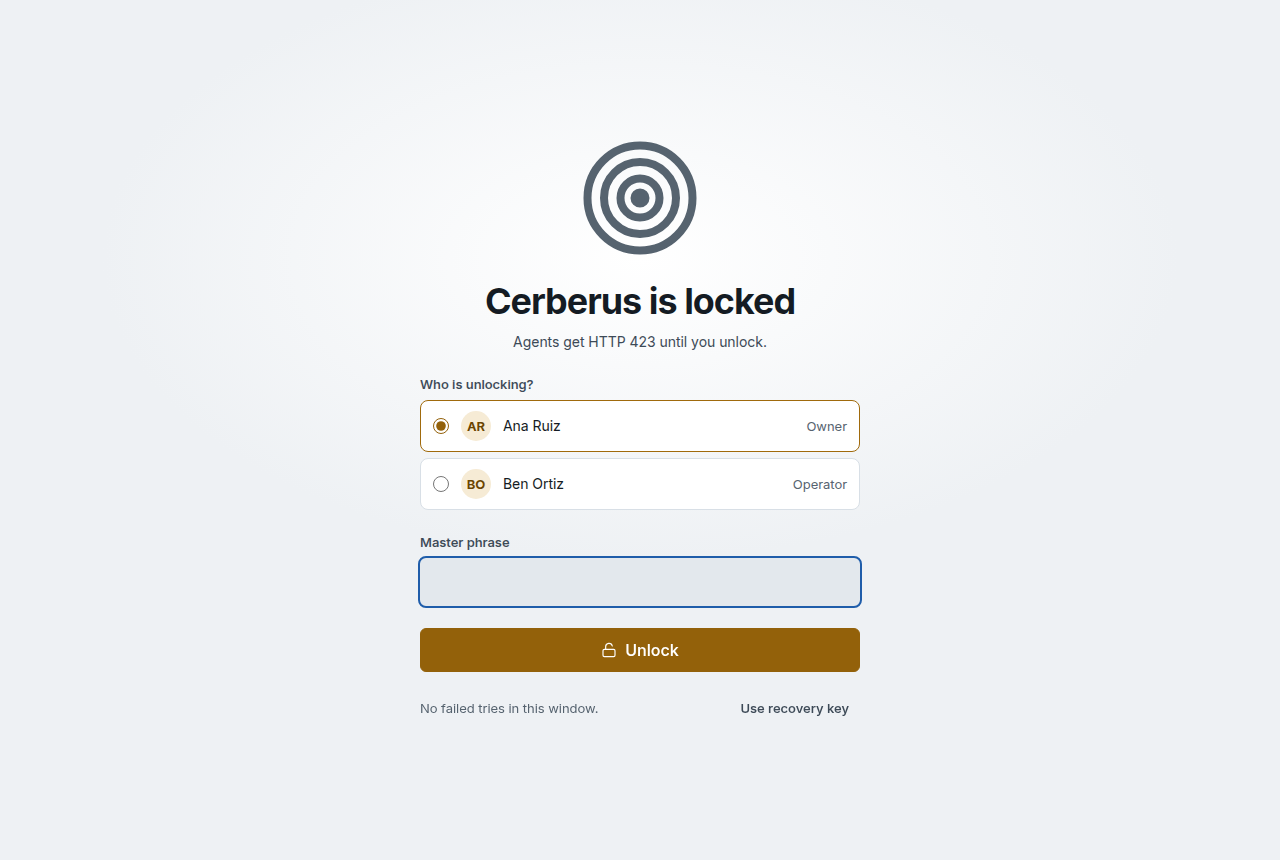 Cerberus is locked
Agents get HTTP 423 until you unlock.
Who is unlocking?
AR Ana Ruiz Owner
BO Ben Ortiz Operator
Master phrase
Unlock
No failed tries in this window. Use recovery key